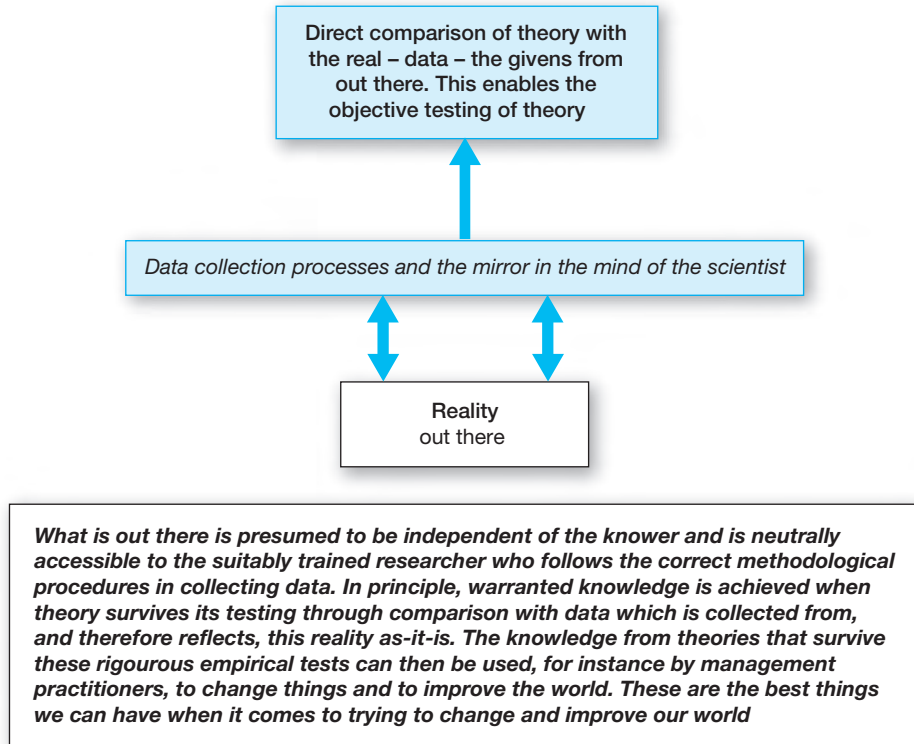 Direct comparison of theory with
the real – data – the givens from
out there. This enables the
objective testing of theory
Data collection processes and the mirror in the mind of the scientist
Reality
out there
What is out there is presumed to be independent of the knower and is neutrally
accessible to the suitably trained researcher who follows the correct methodological
procedures in collecting data. In principle, warranted knowledge is achieved when
theory survives its testing through comparison with data which is collected from,
and therefore reflects, this reality as-it-is. The knowledge from theories that survive
these rigourous empirical tests can then be used, for instance by management
practitioners, to change things and to improve the world. These are the best things
we can have when it comes to trying to change and improve our world